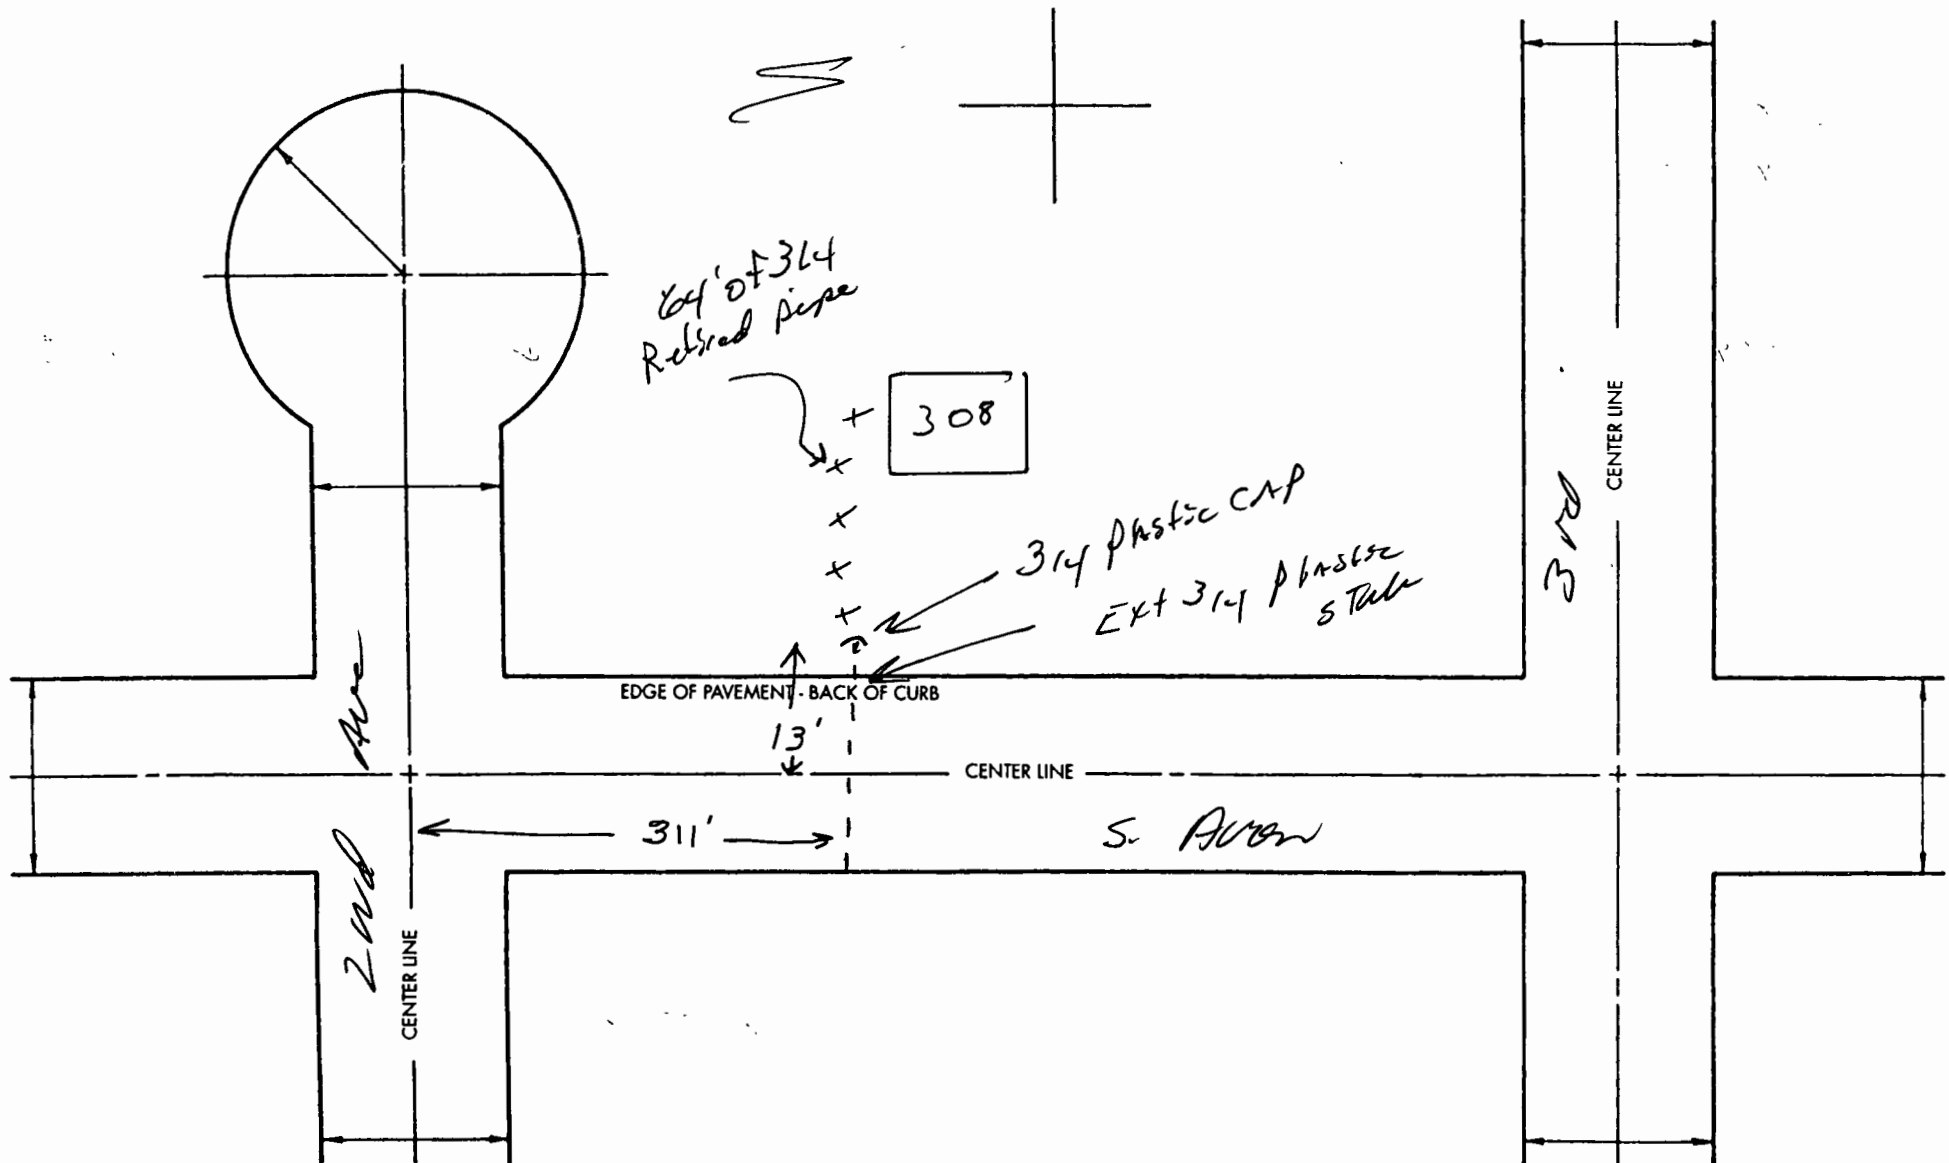 64' of 3/4
Retired pipe
308
3/4 plastic CAP
Ext 3/4 plastic
stub
3rd
CENTER LINE
EDGE OF PAVEMENT - BACK OF CURB
13'
CENTER LINE
311'
S. Avon
2nd Ave
CENTER LINE